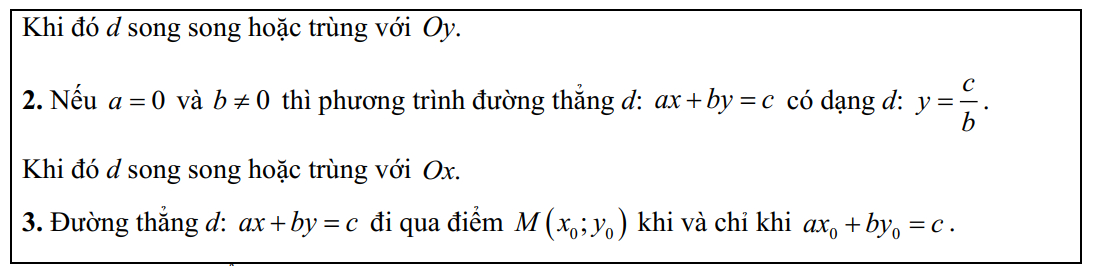 Khi đó d song song hoặc trùng với Oy.
2. Nếu a = 0 và b ≠ 0 thì phương trình đường thẳng d: ax + by = c có dạng d: y = c/b.
Khi đó d song song hoặc trùng với Ox.
3. Đường thẳng d: ax + by = c đi qua điểm M(x₀; y₀) khi và chỉ khi ax₀ + by₀ = c.